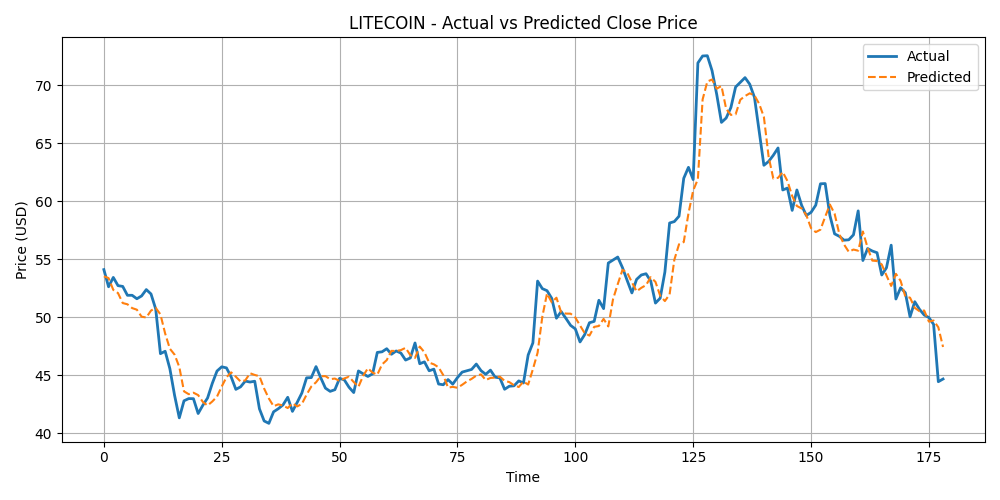 LITECOIN - Actual vs Predicted Close Price
Actual
Predicted
Price (USD)
70
65
60
55
50
45
40
0 25 50 75 100 125 150 175
Time